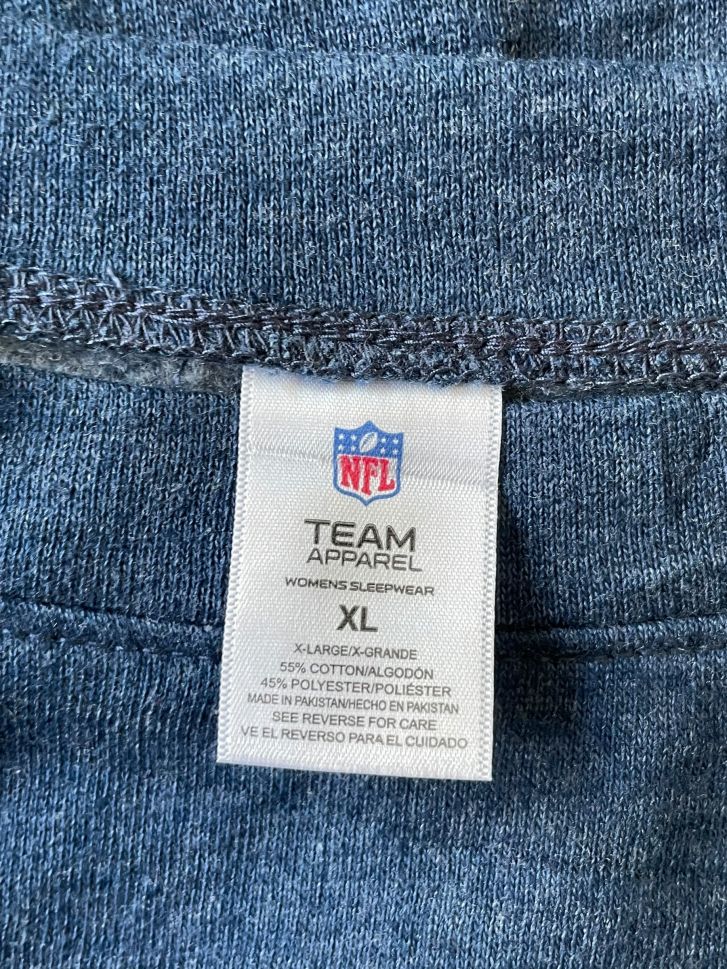 NFL
TEAM
APPAREL
WOMENS SLEEPWEAR
XL
X-LARGE/X-GRANDE
55% COTTON/ALGODÓN
45% POLYESTER/POLIÉSTER
MADE IN PAKISTAN/HECHO EN PAKISTAN
SEE REVERSE FOR CARE
VE EL REVERSO PARA EL CUIDADO